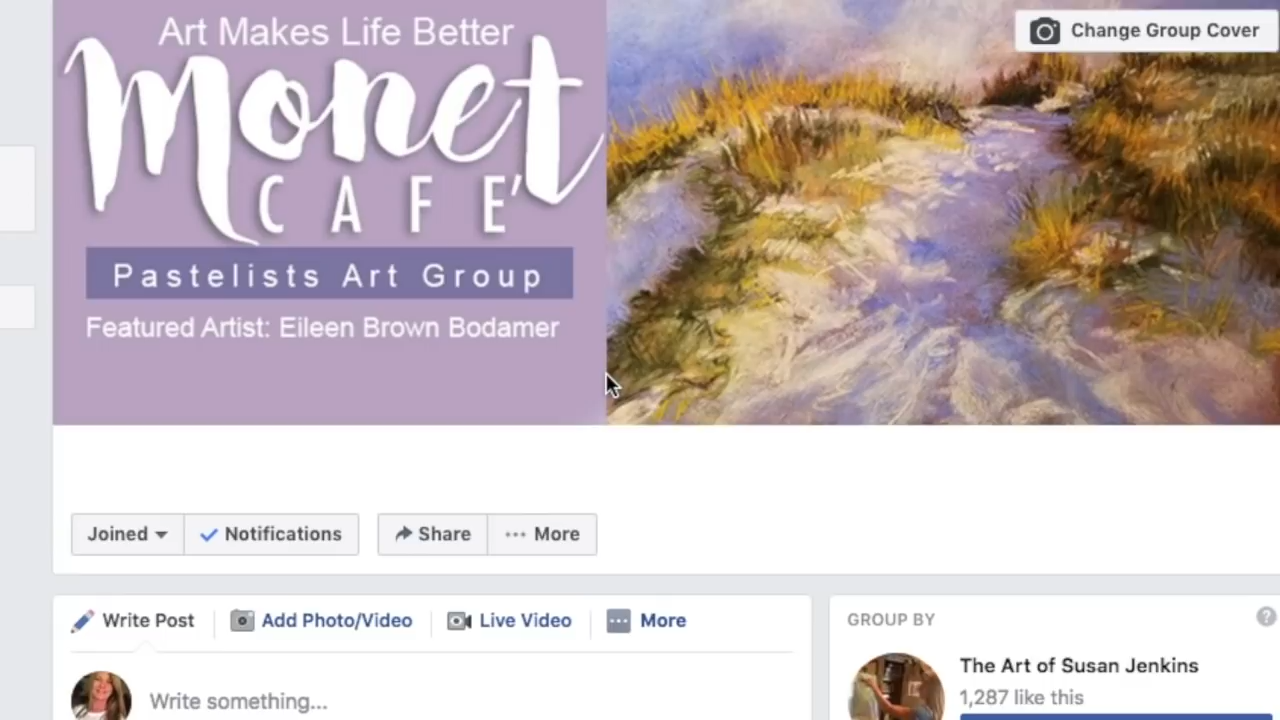 Art Makes Life Better
Monet
CAFE'
Pastelists Art Group
Featured Artist: Eileen Brown Bodamer
Change Group Cover
Joined
Notifications
Share
··· More
Write Post
Add Photo/Video
Live Video
More
Write something...
GROUP BY
?
The Art of Susan Jenkins
1,287 like this